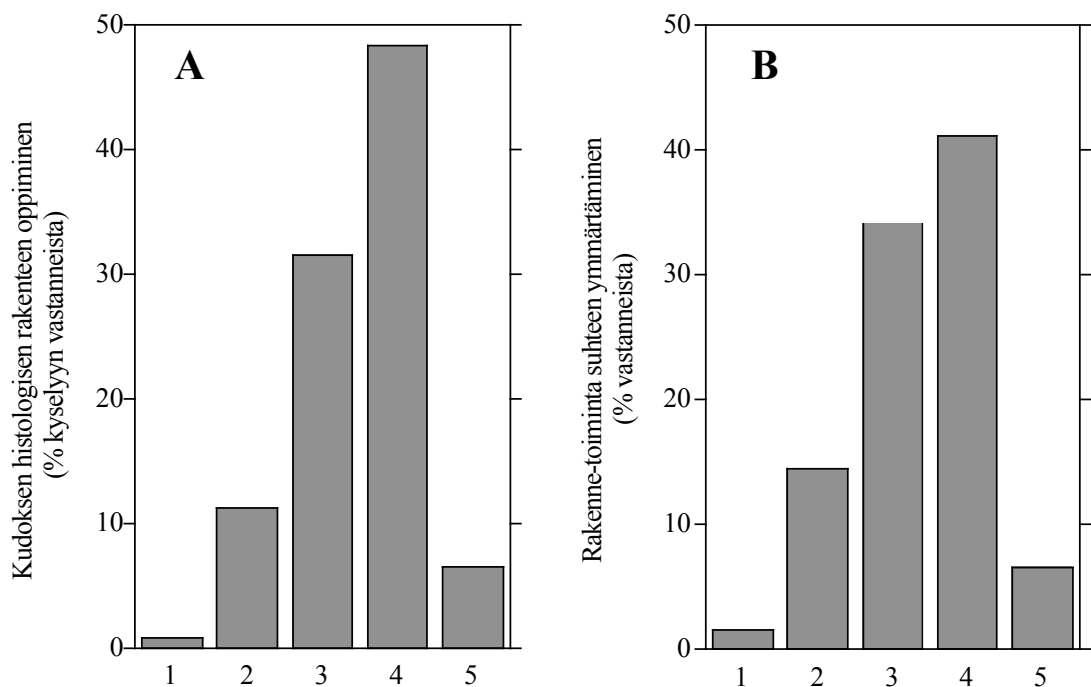 A
Kudoksen histologisen rakenteen oppiminen
(% kyselyyn vastanneista)
50
40
30
20
10
0
1 2 3 4 5
B
Rakenne-toiminta suhteen ymmärtäminen
(% vastanneista)
50
40
30
20
10
0
1 2 3 4 5